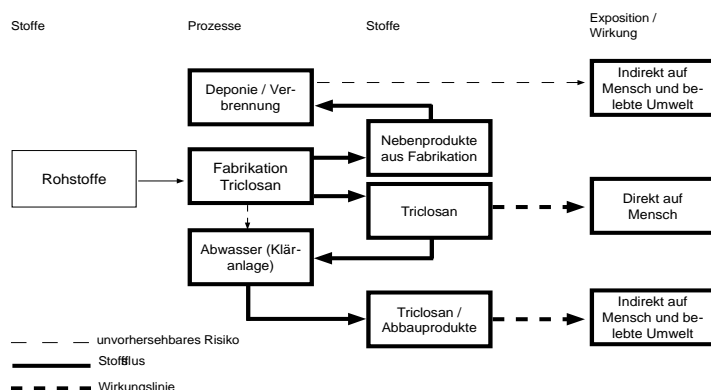 Stoffe
Prozesse
Stoffe
Exposition /
Wirkung
Deponie / Ver-
brennung
Indirekt auf
Mensch und be-
lebte Umwelt
Nebenprodukte
aus Fabrikation
Rohstoffe
Fabrikation
Triclosan
Triclosan
Direkt auf
Mensch
Abwasser (Klär-
anlage)
Triclosan /
Abbauprodukte
Indirekt auf
Mensch und be-
lebte Umwelt
unvorhersehbares Risiko
Stoffflus
Wirkungslinie